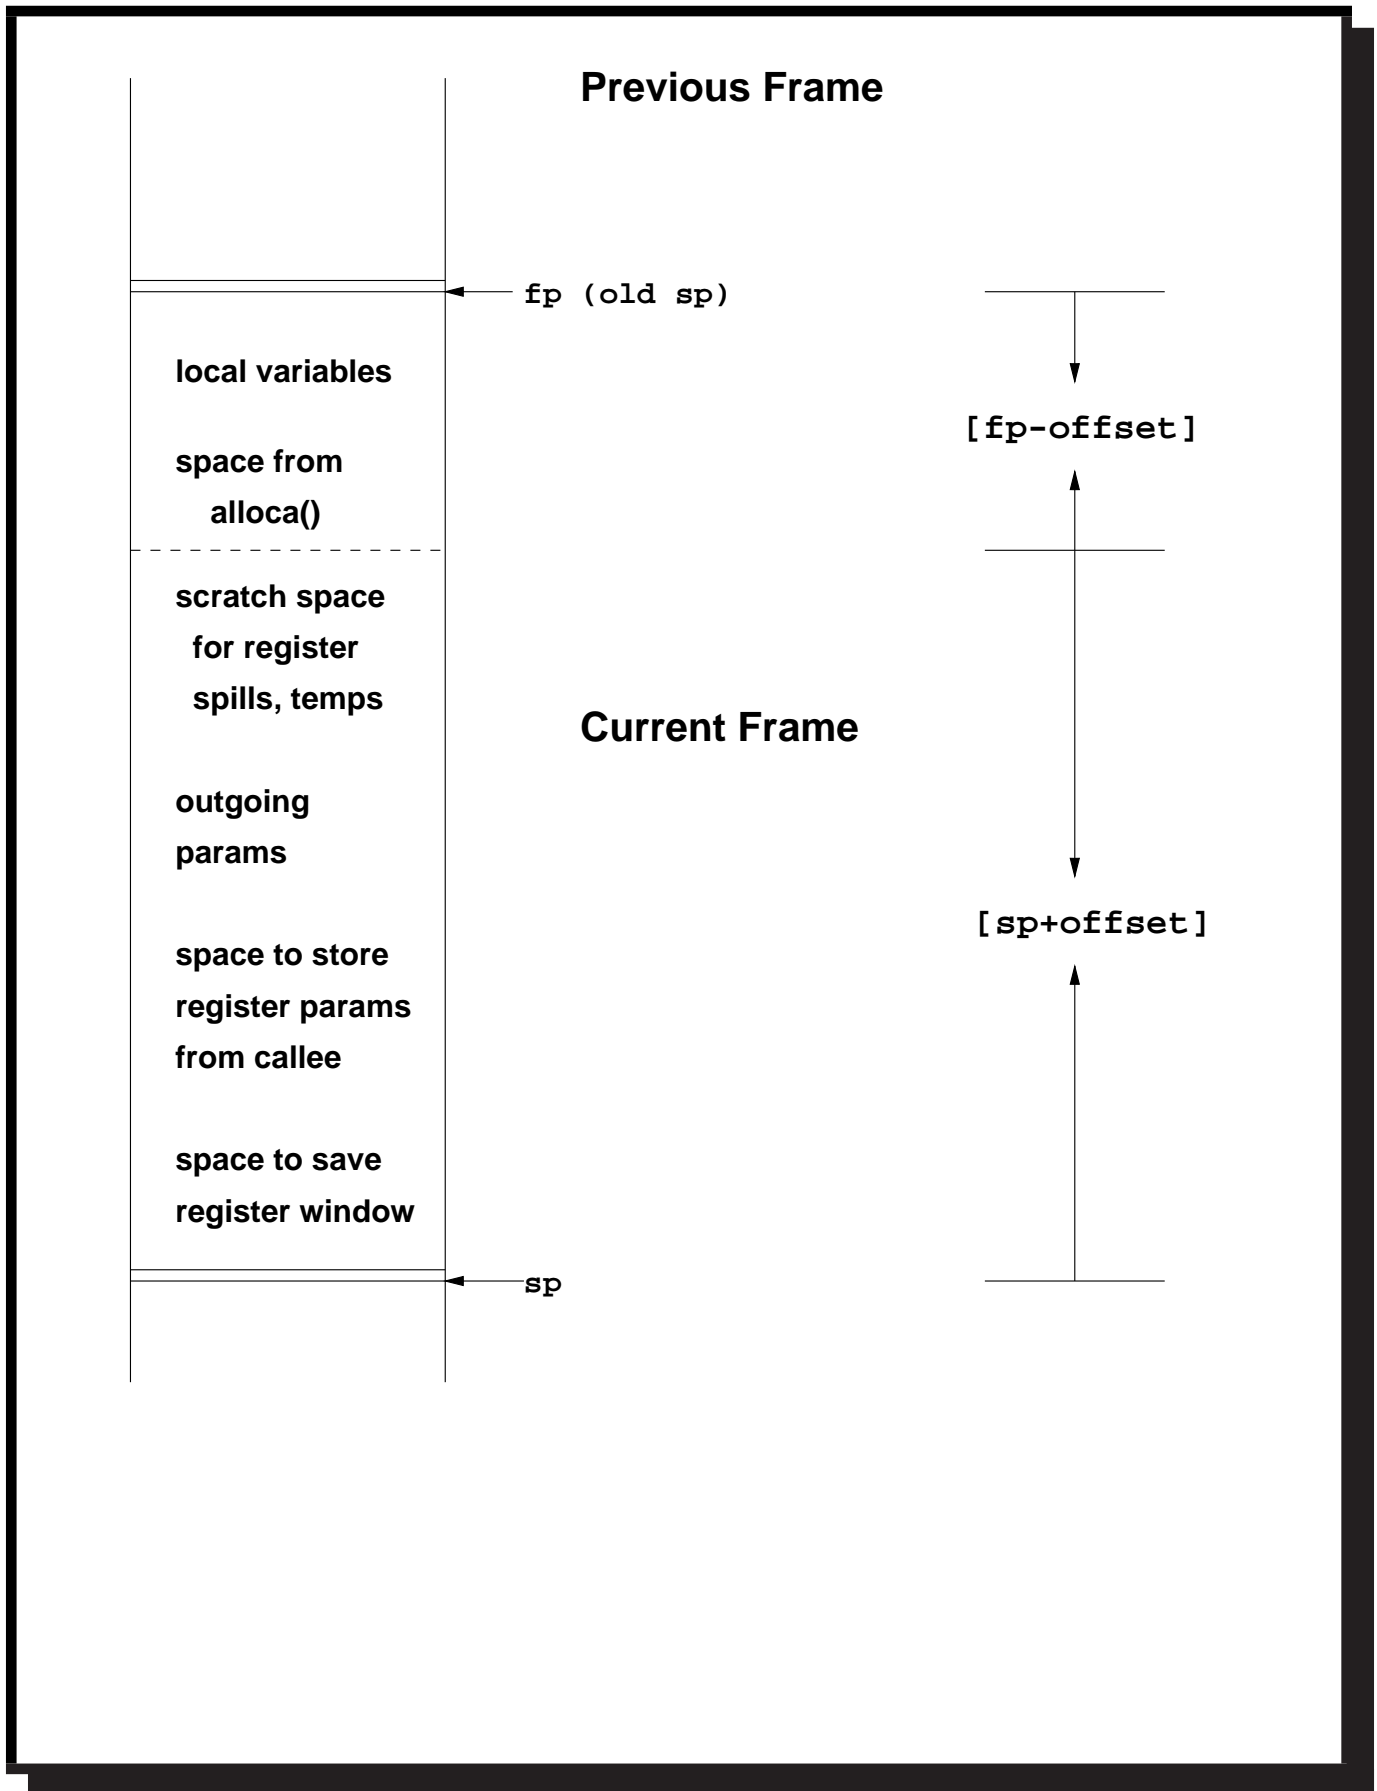 Previous Frame
fp (old sp)
local variables
[fp-offset]
space from
alloca()
scratch space
for register
spills, temps
Current Frame
outgoing
params
[sp+offset]
space to store
register params
from callee
space to save
register window
sp